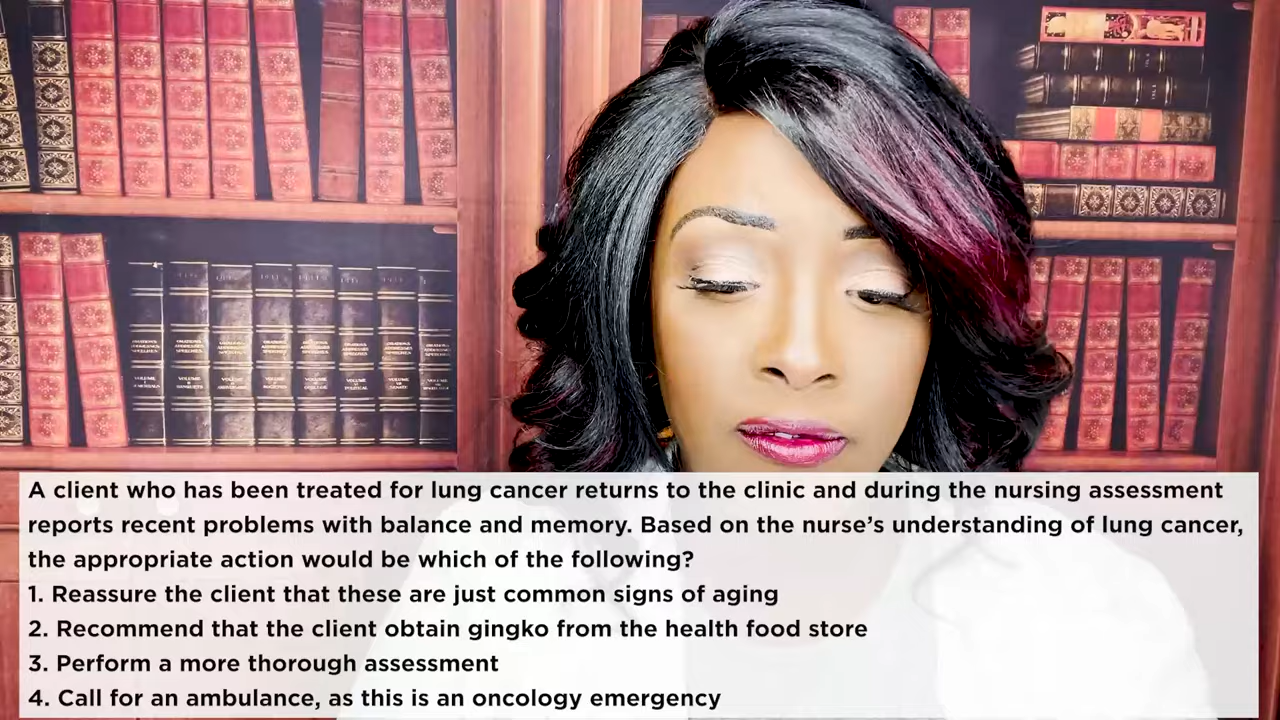 A client who has been treated for lung cancer returns to the clinic and during the nursing assessment
reports recent problems with balance and memory. Based on the nurse's understanding of lung cancer,
the appropriate action would be which of the following?
1. Reassure the client that these are just common signs of aging
2. Recommend that the client obtain gingko from the health food store
3. Perform a more thorough assessment
4. Call for an ambulance, as this is an oncology emergency